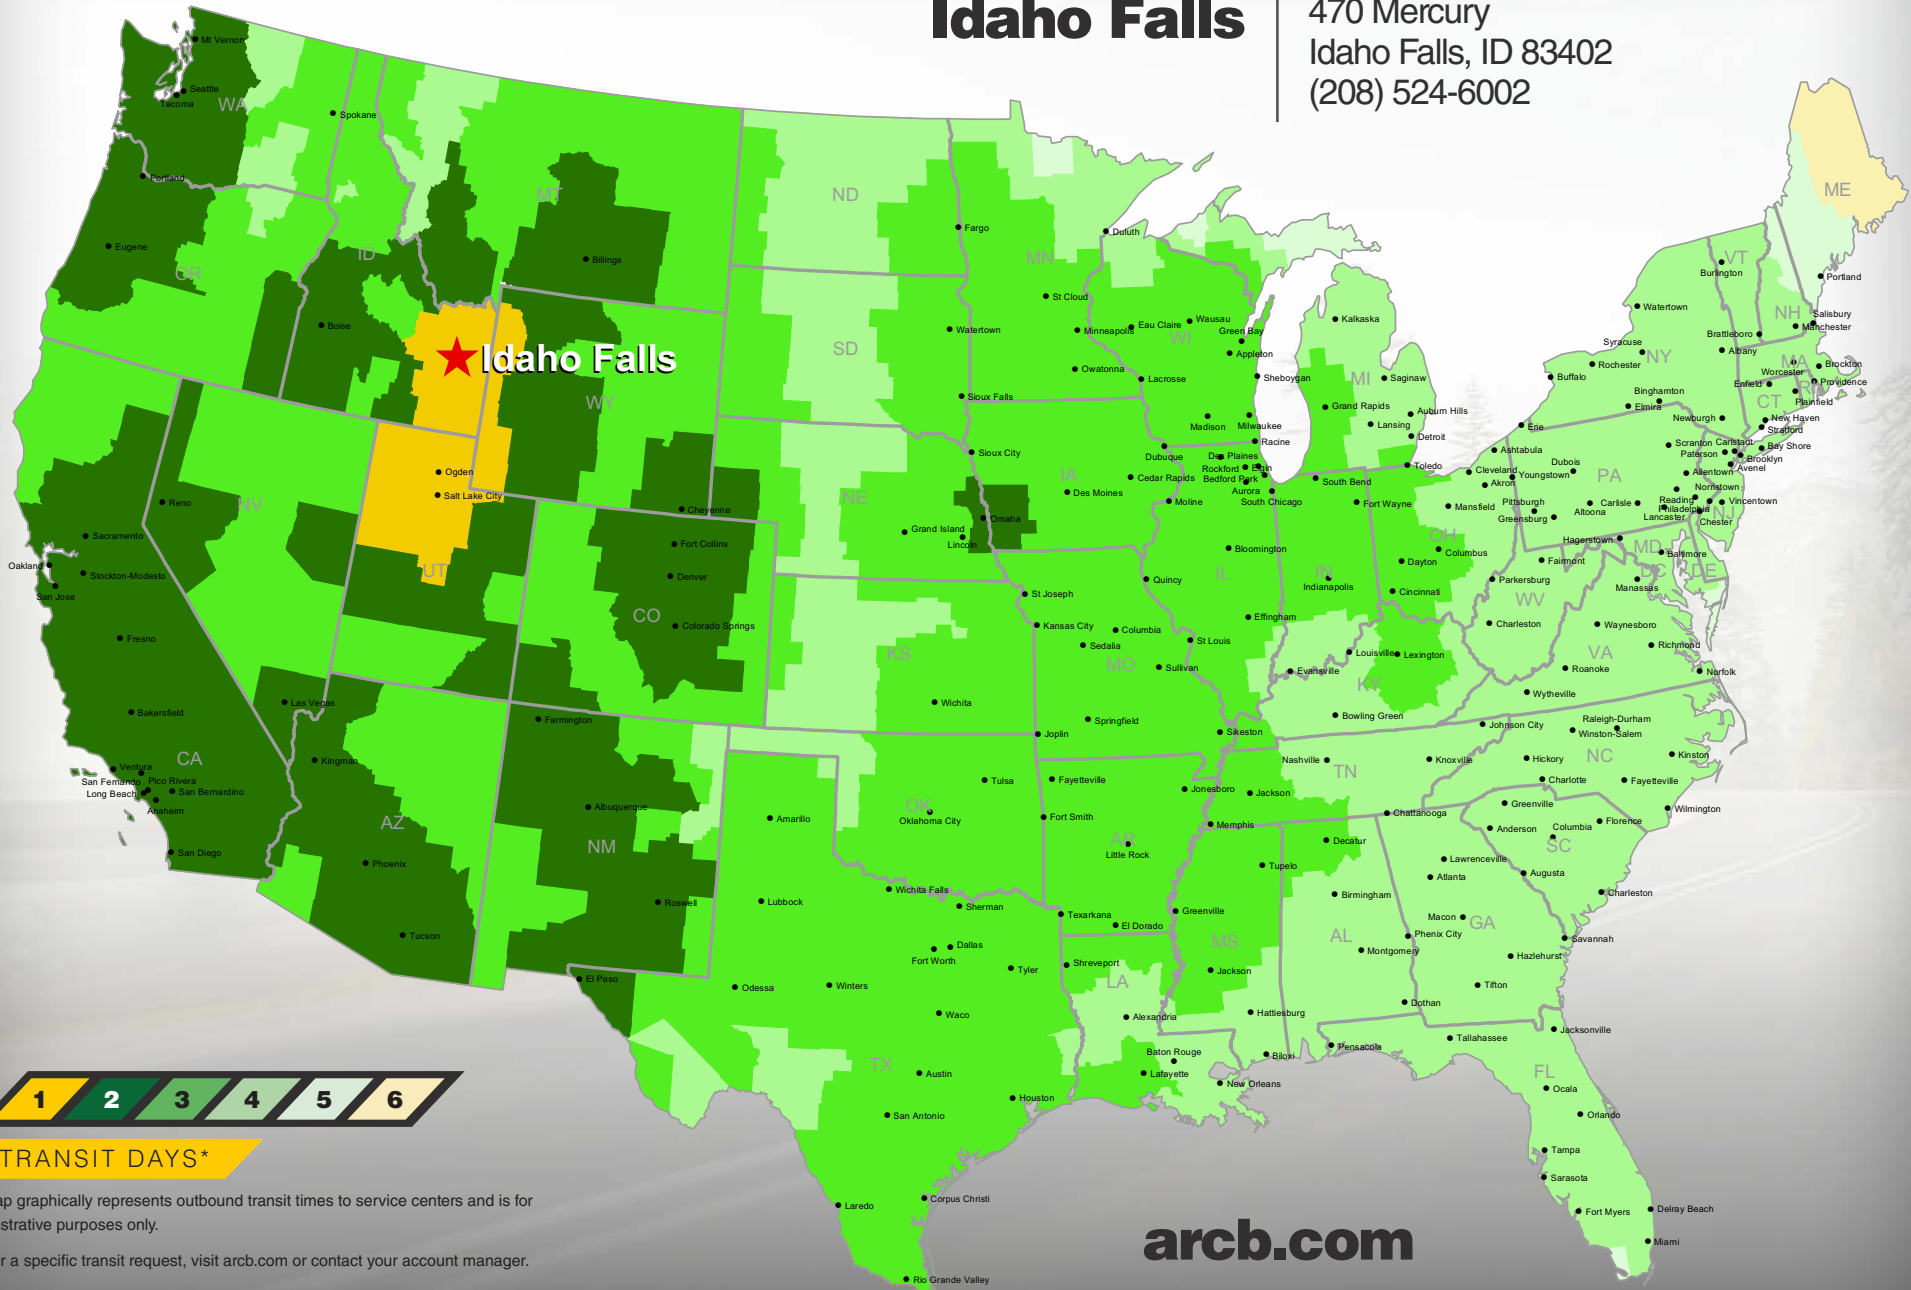 Idaho Falls
470 Mercury
Idaho Falls, ID 83402
(208) 524-6002
Mt Vernon
Seattle
Tacoma
WA
Spokane
Portland
Eugene
OR
ID
Boise
MT
Billings
Idaho Falls
WY
Cheyenne
Ogden
Salt Lake City
UT
NV
Reno
Las Vegas
Sacramento
Oakland
Stockton-Modesto
San Jose
Fresno
Bakersfield
CA
Ventura
San Fernando
Pico Rivera
Long Beach
San Bernardino
Anaheim
San Diego
Kingman
AZ
Phoenix
Tucson
Farmington
Albuquerque
NM
Roswell
El Paso
Fort Collins
Denver
CO
Colorado Springs
ND
Fargo
SD
Watertown
Sioux Falls
NE
Grand Island
Lincoln
Omaha
KS
Wichita
OK
Tulsa
Oklahoma City
Amarillo
Lubbock
Wichita Falls
Sherman
Dallas
Fort Worth
Tyler
Odessa
Winters
Waco
TX
Austin
Houston
San Antonio
Corpus Christi
Laredo
Rio Grande Valley
MN
Duluth
St Cloud
Minneapolis
Owatonna
Eau Claire
Wausau
WI
Green Bay
Appleton
Lacrosse
Sheboygan
Madison
Milwaukee
Racine
Sioux City
IA
Des Moines
Cedar Rapids
Dubuque
Moline
Des Plaines
Rockford
Elgin
Bedford Park
Aurora
South Chicago
Bloomington
IL
Quincy
Effingham
St Joseph
Kansas City
Columbia
Sedalia
MO
St Louis
Sullivan
Springfield
Joplin
Sikeston
Fayetteville
Fort Smith
AR
Little Rock
Jonesboro
Texarkana
El Dorado
Shreveport
LA
Alexandria
Baton Rouge
Lafayette
New Orleans
Greenville
MS
Jackson
Hattiesburg
Biloxi
Tupelo
Memphis
Jackson
Nashville
TN
Knoxville
Johnson City
Chattanooga
Decatur
Birmingham
AL
Montgomery
Dothan
Phenix City
Pensacola
Kalkaska
MI
Saginaw
Grand Rapids
Lansing
Auburn Hills
Detroit
South Bend
Fort Wayne
IN
Indianapolis
Evansville
Louisville
Lexington
KY
Bowling Green
Toledo
Cleveland
Akron
Ashtabula
Youngstown
Mansfield
OH
Columbus
Dayton
Cincinnati
Parkersburg
Fairmont
WV
Charleston
Erie
Dubois
PA
Pittsburgh
Greensburg
Altoona
Carlisle
Reading
Lancaster
Philadelphia
Norristown
Allentown
Scranton
Chester
Vincentown
NJ
Carlstadt
Paterson
Brooklyn
Avenel
Bay Shore
Buffalo
Rochester
Syracuse
Watertown
NY
Binghamton
Elmira
Newburgh
Albany
Burlington
VT
NH
Brattleboro
Manchester
Salisbury
ME
Portland
MA
Worcester
Brockton
Enfield
CT
RI
Providence
Plainfield
New Haven
Stratford
Hagerstown
MD
Baltimore
DC
DE
Manassas
VA
Waynesboro
Richmond
Roanoke
Norfolk
Wytheville
Raleigh-Durham
Winston-Salem
NC
Hickory
Charlotte
Fayetteville
Kinston
Wilmington
Greenville
Anderson
Columbia
Florence
SC
Charleston
Lawrenceville
Atlanta
Augusta
Macon
GA
Savannah
Hazlehurst
Tifton
Tallahassee
Jacksonville
FL
Ocala
Orlando
Tampa
Sarasota
Fort Myers
Delray Beach
Miami
1 2 3 4 5 6
TRANSIT DAYS*
ap graphically represents outbound transit times to service centers and is for
strative purposes only.
r a specific transit request, visit arcb.com or contact your account manager.
arcb.com